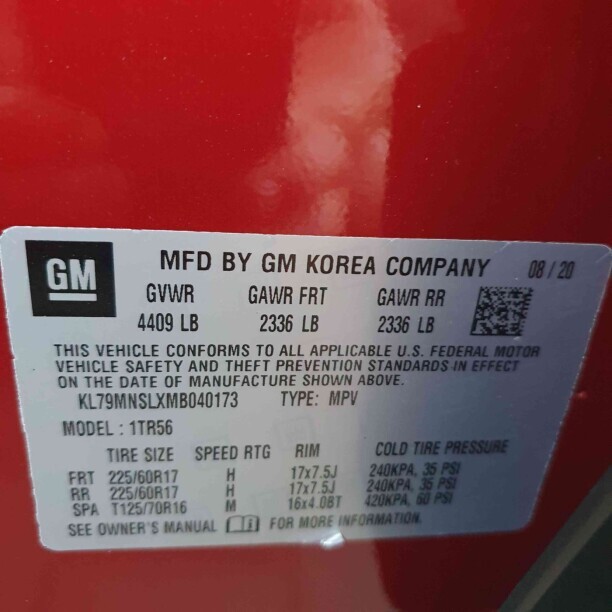 GM
MFD BY GM KOREA COMPANY 08 / 20
GVWR GAWR FRT GAWR RR
4409 LB 2336 LB 2336 LB
THIS VEHICLE CONFORMS TO ALL APPLICABLE U.S. FEDERAL MOTOR
VEHICLE SAFETY AND THEFT PREVENTION STANDARDS IN EFFECT
ON THE DATE OF MANUFACTURE SHOWN ABOVE.
KL79MNSLXMB040173 TYPE: MPV
MODEL : 1TR56
TIRE SIZE SPEED RTG RIM COLD TIRE PRESSURE
FRT 225/60R17 H 17x7.5J 240KPA, 35 PSI
RR 225/60R17 H 17x7.5J 240KPA, 35 PSI
SPA T125/70R16 M 16x4.0BT 420KPA, 60 PSI
SEE OWNER'S MANUAL FOR MORE INFORMATION.